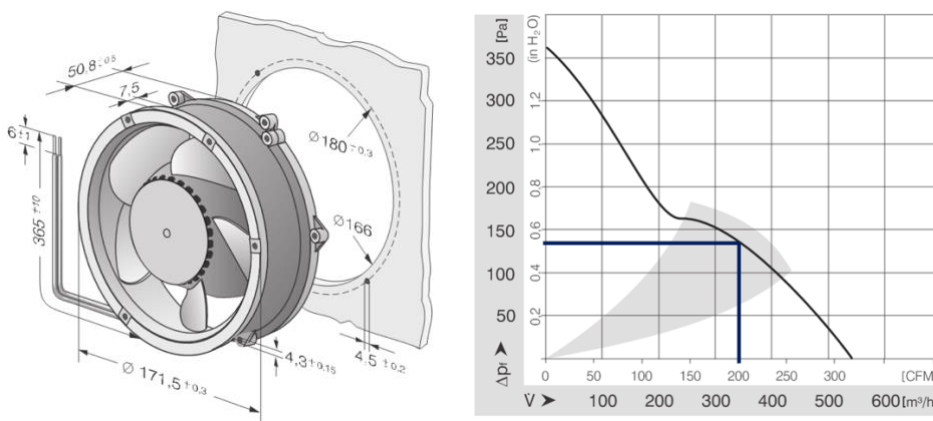 50,8±0,5
7,5
6±1
365 ±10
Ø 180 ±0,3
Ø166
4,3±0.15
4,5 ±0.2
Ø 171,5 ±0,3
[Pa]
350
300
250
200
150
100
50
Δpf ➤
(in H2O)
1,2
1,0
0,8
0,6
0,4
0,2
0 50 100 150 200 250 300 [CFM
V̇ ➤ 100 200 300 400 500 600 [m³/h